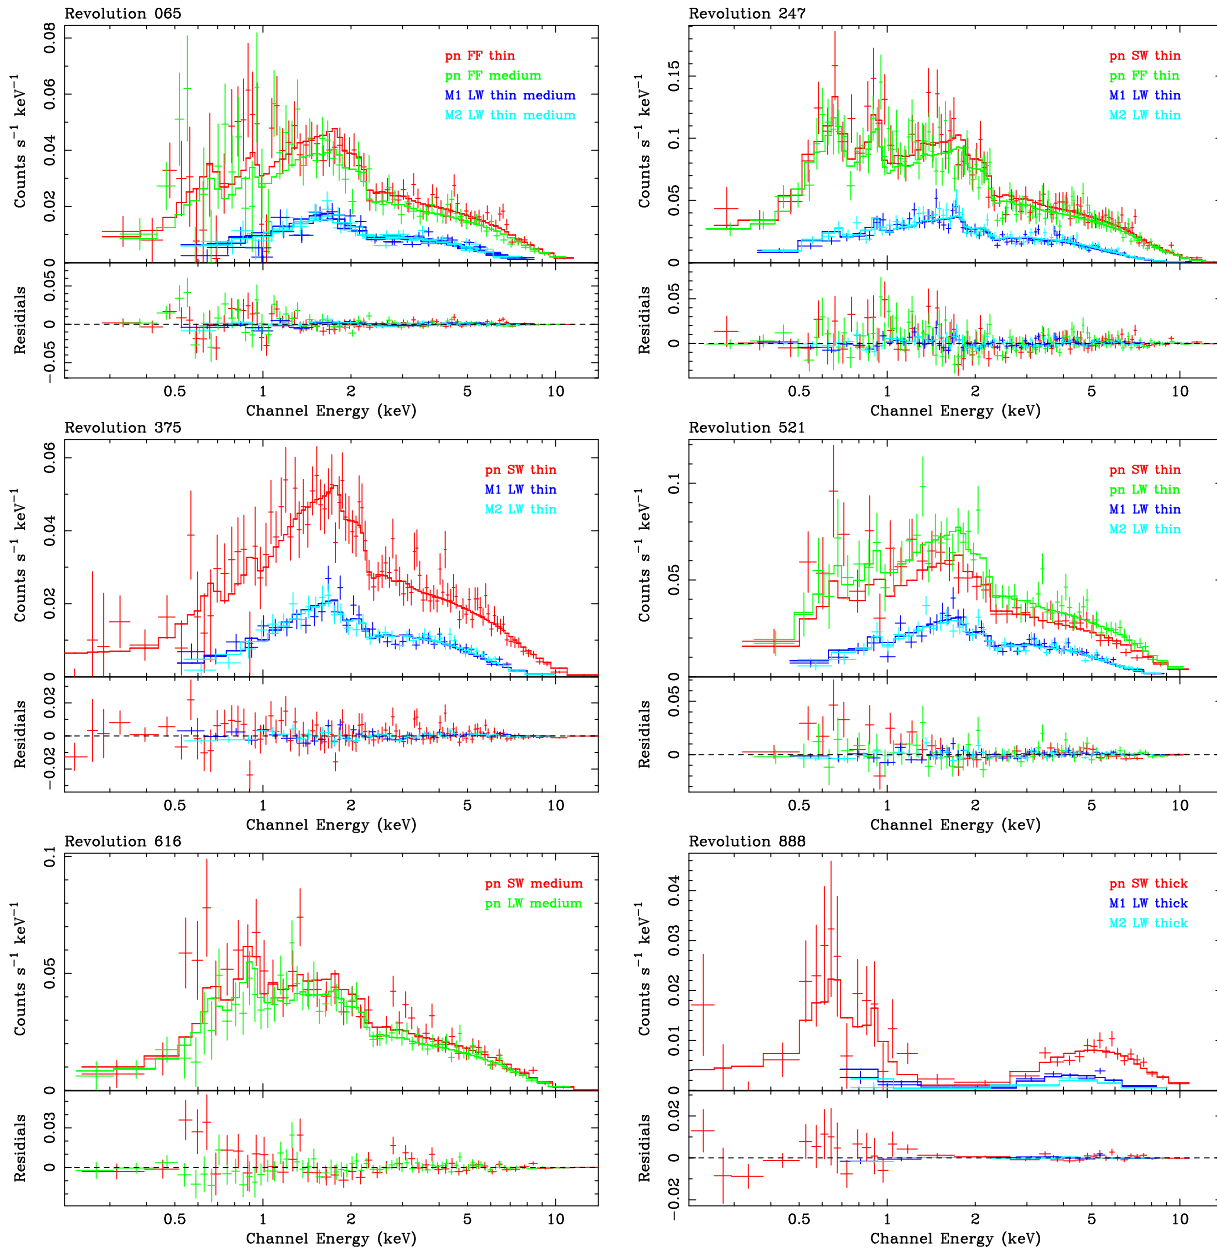 Revolution 065
pn FF thin
pn FF medium
M1 LW thin medium
M2 LW thin medium
Counts s⁻¹ keV⁻¹
0 0.02 0.04 0.06 0.08
Residials
−0.05 0 0.05
0.5 1 2 5 10
Channel Energy (keV)
Revolution 247
pn SW thin
pn FF thin
M1 LW thin
M2 LW thin
Counts s⁻¹ keV⁻¹
0 0.05 0.1 0.15
Residials
0 0.05
0.5 1 2 5 10
Channel Energy (keV)
Revolution 375
pn SW thin
M1 LW thin
M2 LW thin
Counts s⁻¹ keV⁻¹
0 0.02 0.04 0.06
Residials
−0.02 0 0.02
0.5 1 2 5 10
Channel Energy (keV)
Revolution 521
pn SW thin
pn LW thin
M1 LW thin
M2 LW thin
Counts s⁻¹ keV⁻¹
0 0.05 0.1
Residials
0 0.05
0.5 1 2 5 10
Channel Energy (keV)
Revolution 616
pn SW medium
pn LW medium
Counts s⁻¹ keV⁻¹
0 0.05 0.1
Residials
0 0.03
0.5 1 2 5 10
Channel Energy (keV)
Revolution 888
pn SW thick
M1 LW thick
M2 LW thick
Counts s⁻¹ keV⁻¹
0 0.01 0.02 0.03 0.04
Residials
−0.02 0 0.02
0.5 1 2 5 10
Channel Energy (keV)